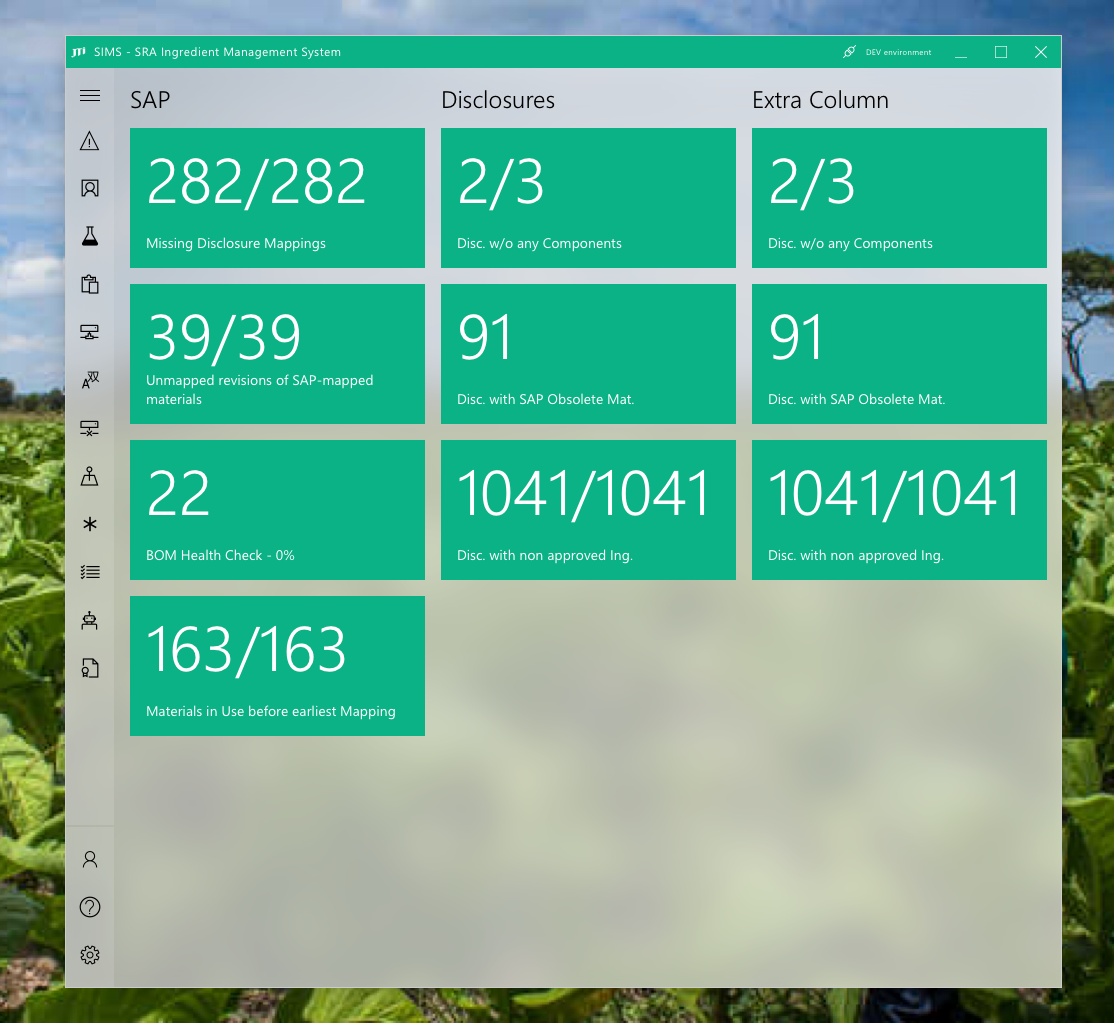 JTI SIMS - SRA Ingredient Management System
DEV environment
SAP
282/282
Missing Disclosure Mappings
39/39
Unmapped revisions of SAP-mapped
materials
22
BOM Health Check - 0%
163/163
Materials in Use before earliest Mapping
Disclosures
2/3
Disc. w/o any Components
91
Disc. with SAP Obsolete Mat.
1041/1041
Disc. with non approved Ing.
Extra Column
2/3
Disc. w/o any Components
91
Disc. with SAP Obsolete Mat.
1041/1041
Disc. with non approved Ing.